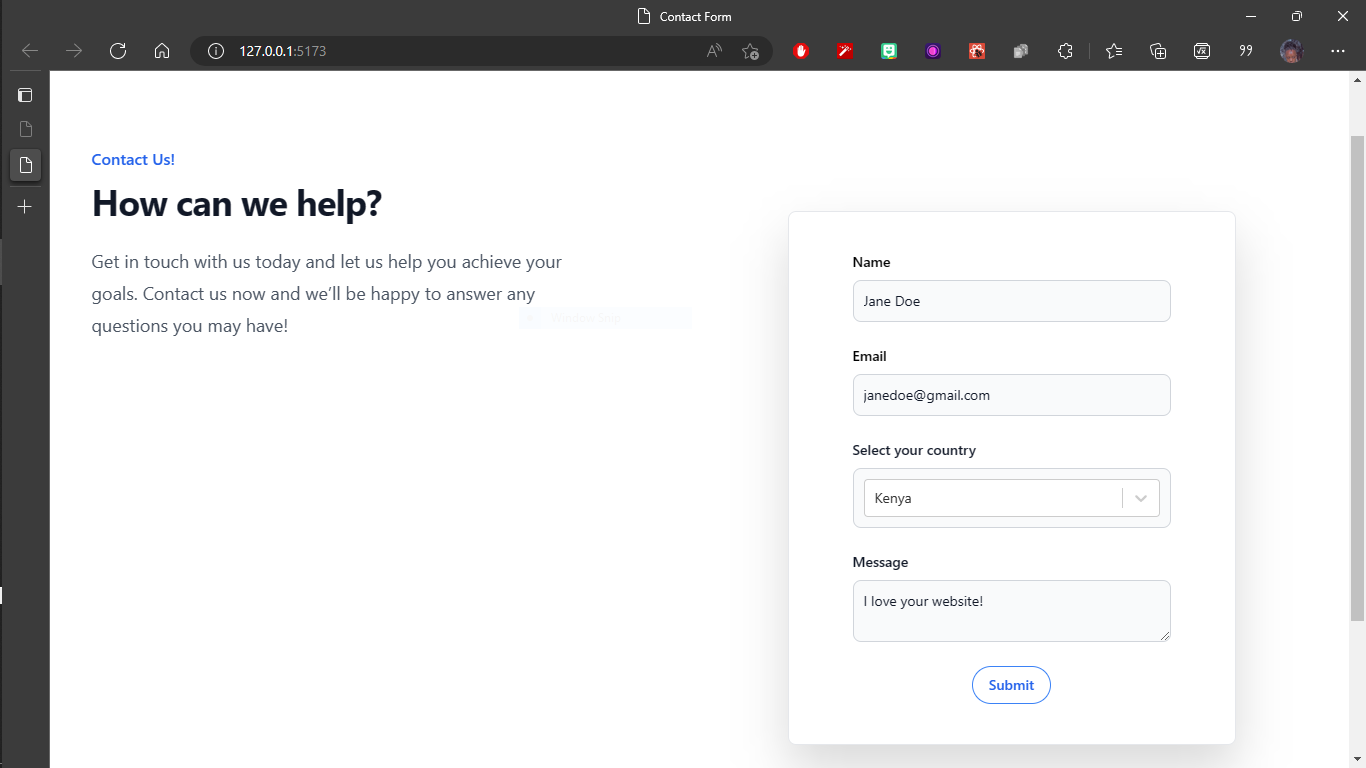 Contact Form
127.0.0.1:5173
Contact Us!
How can we help?
Get in touch with us today and let us help you achieve your
goals. Contact us now and we'll be happy to answer any
questions you may have!
Window Snip
Name
Jane Doe
Email
janedoe@gmail.com
Select your country
Kenya
Message
I love your website!
Submit